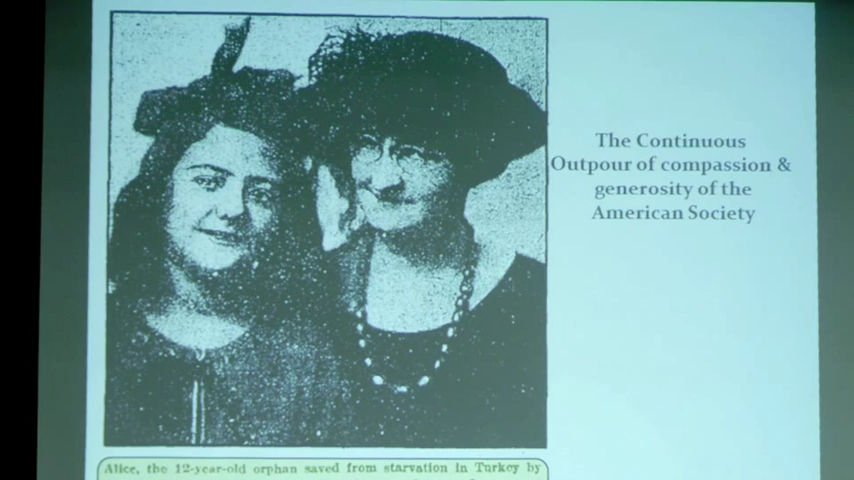 The Continuous
Outpour of compassion &
generosity of the
American Society
Alice, the 12-year-old orphan saved from starvation in Turkey by